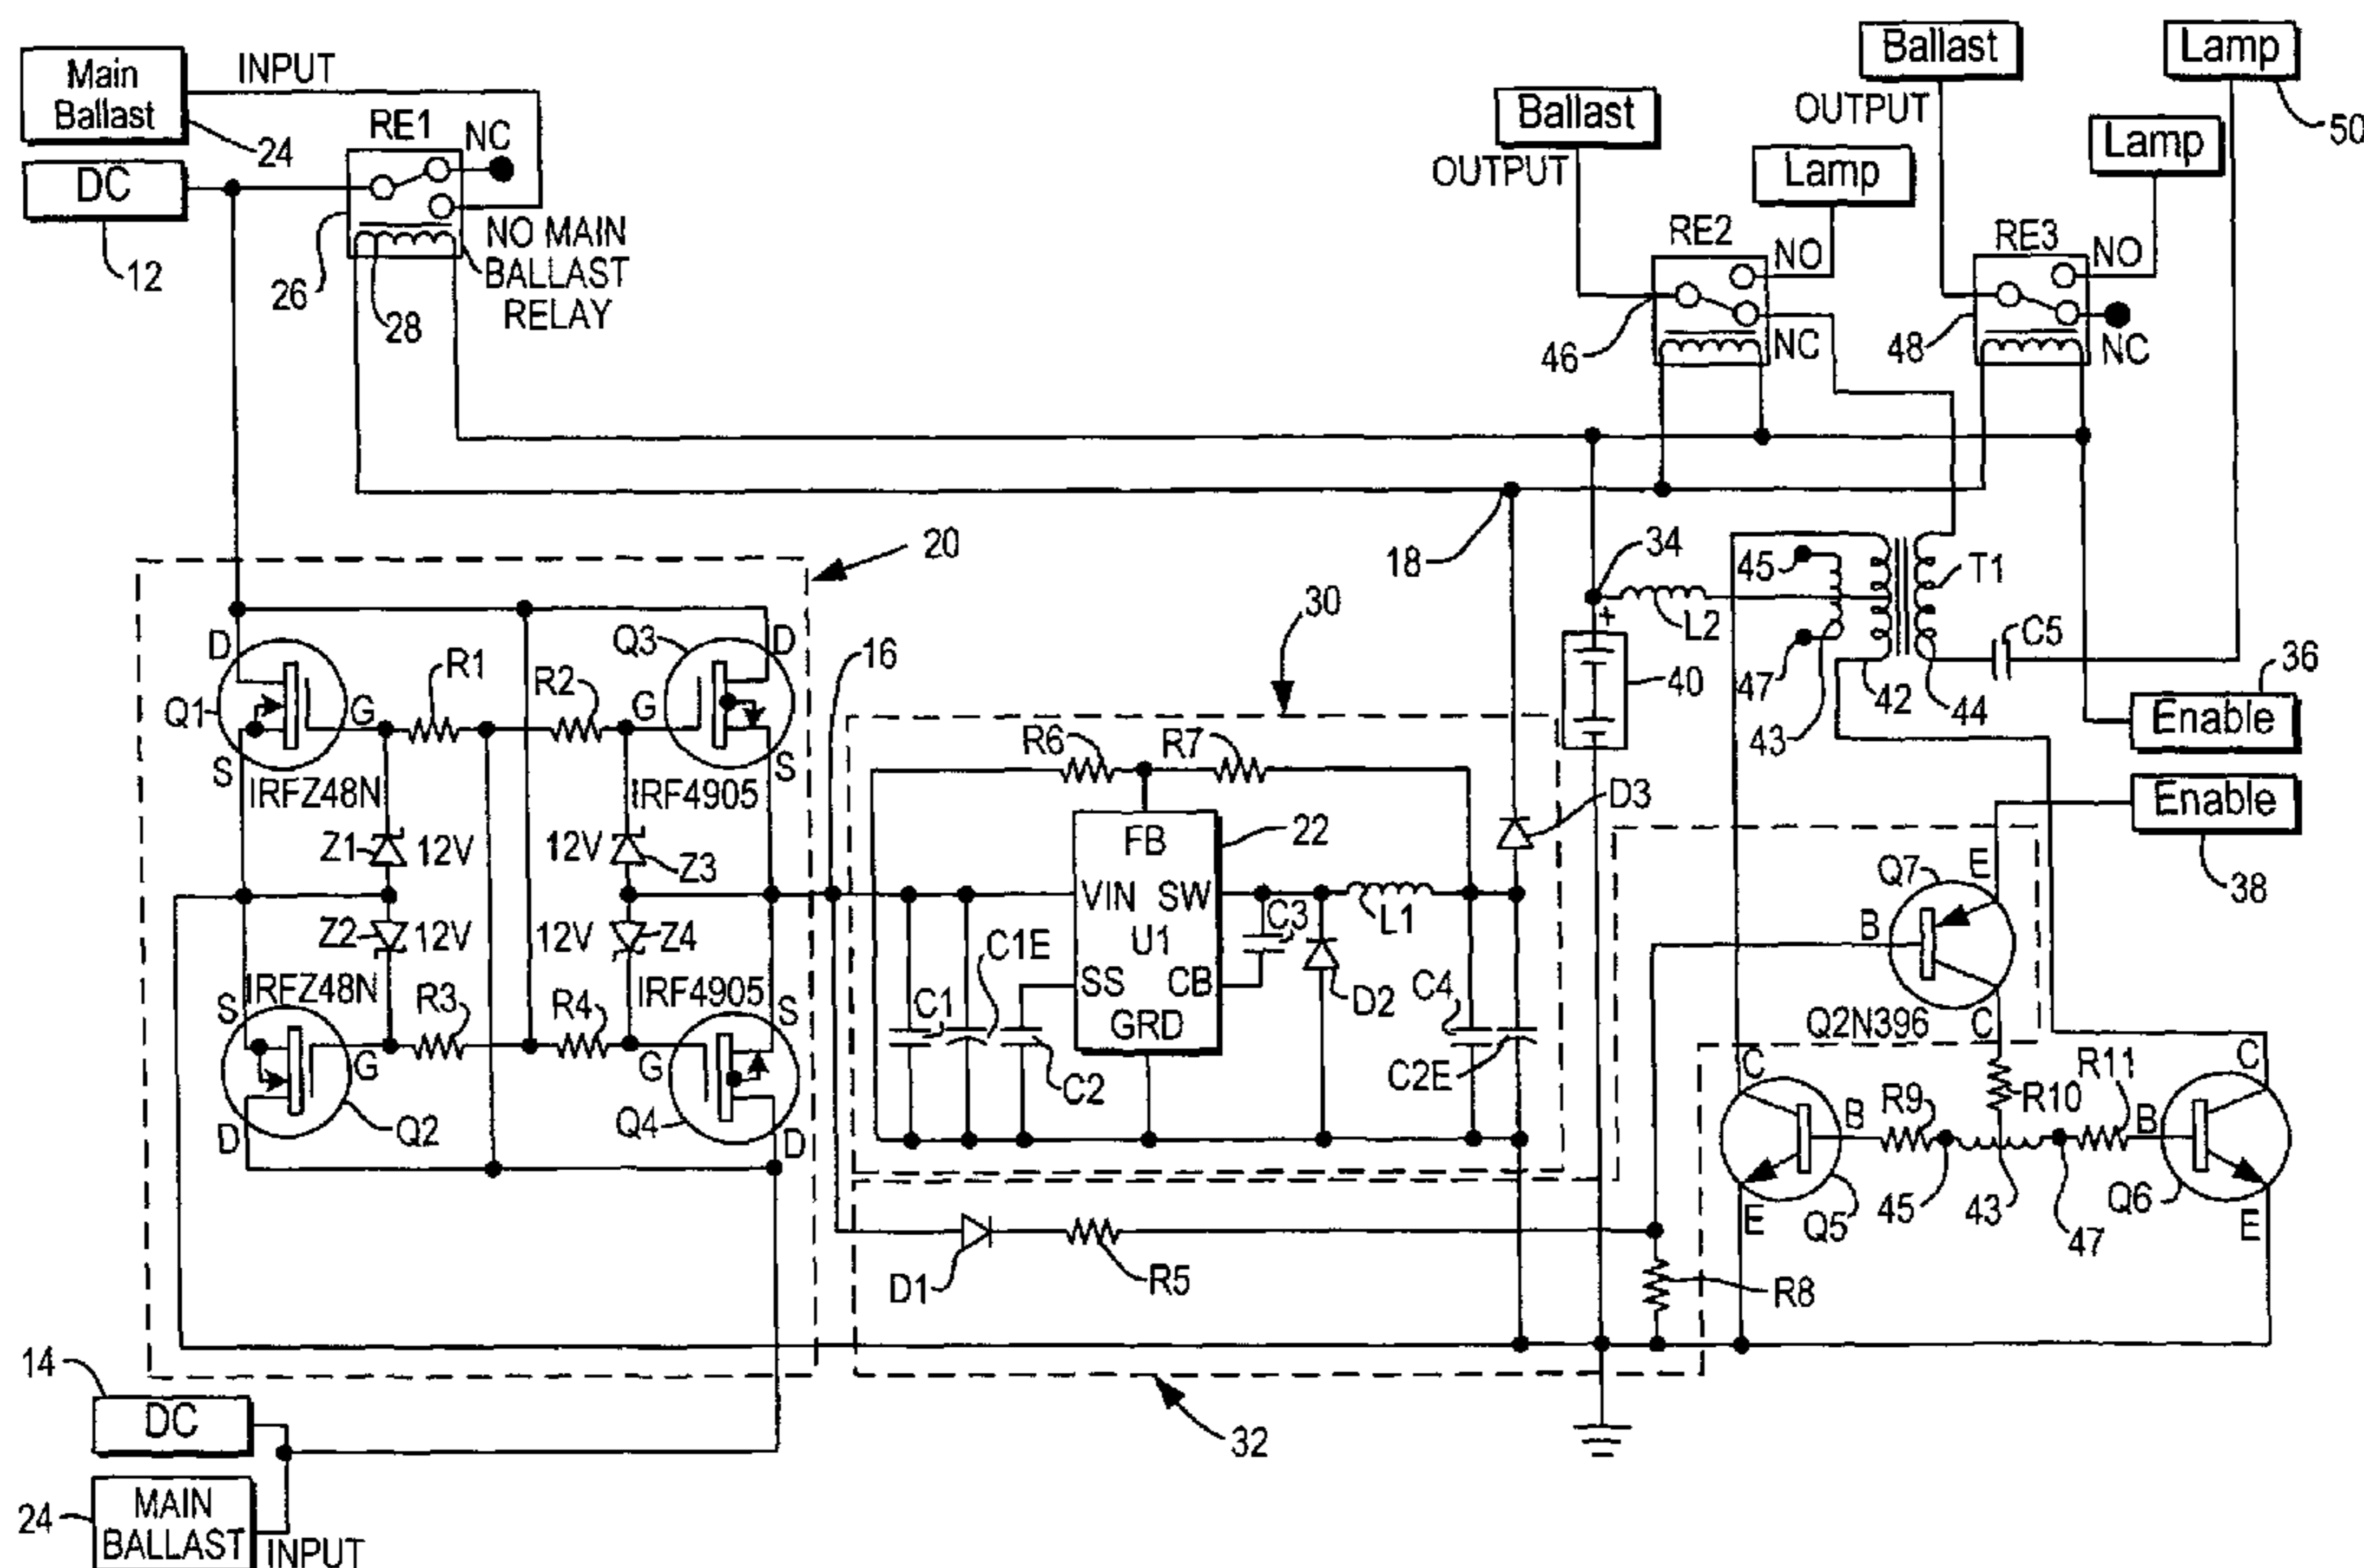 Main
Ballast
24
INPUT
DC
12
RE1
NC
26
28
NO MAIN
BALLAST
RELAY
Ballast
OUTPUT
Lamp
RE2
NO
NC
46
Ballast
OUTPUT
Lamp
50
Lamp
RE3
NO
NC
48
20
18
34
+
L2
40
45
47
43
T1
42
44
C5
36
Enable
Enable
38
D
Q1
G
S
IRFZ48N
R1
R2
Q3
D
G
S
IRF4905
Z1
12V
12V
Z3
Z2
12V
12V
Z4
IRFZ48N
S
G
D
Q2
R3
R4
IRF4905
S
G
Q4
D
16
30
R6
R7
FB
22
VIN
SW
U1
SS
CB
GRD
C1
C1E
C2
C3
D2
L1
C4
C2E
D3
D1
R5
R8
32
Q7
E
B
C
Q2N396
C
B
E
Q5
R9
45
R10
43
R11
47
B
C
Q6
E
14
DC
24
MAIN
BALLAST
INPUT